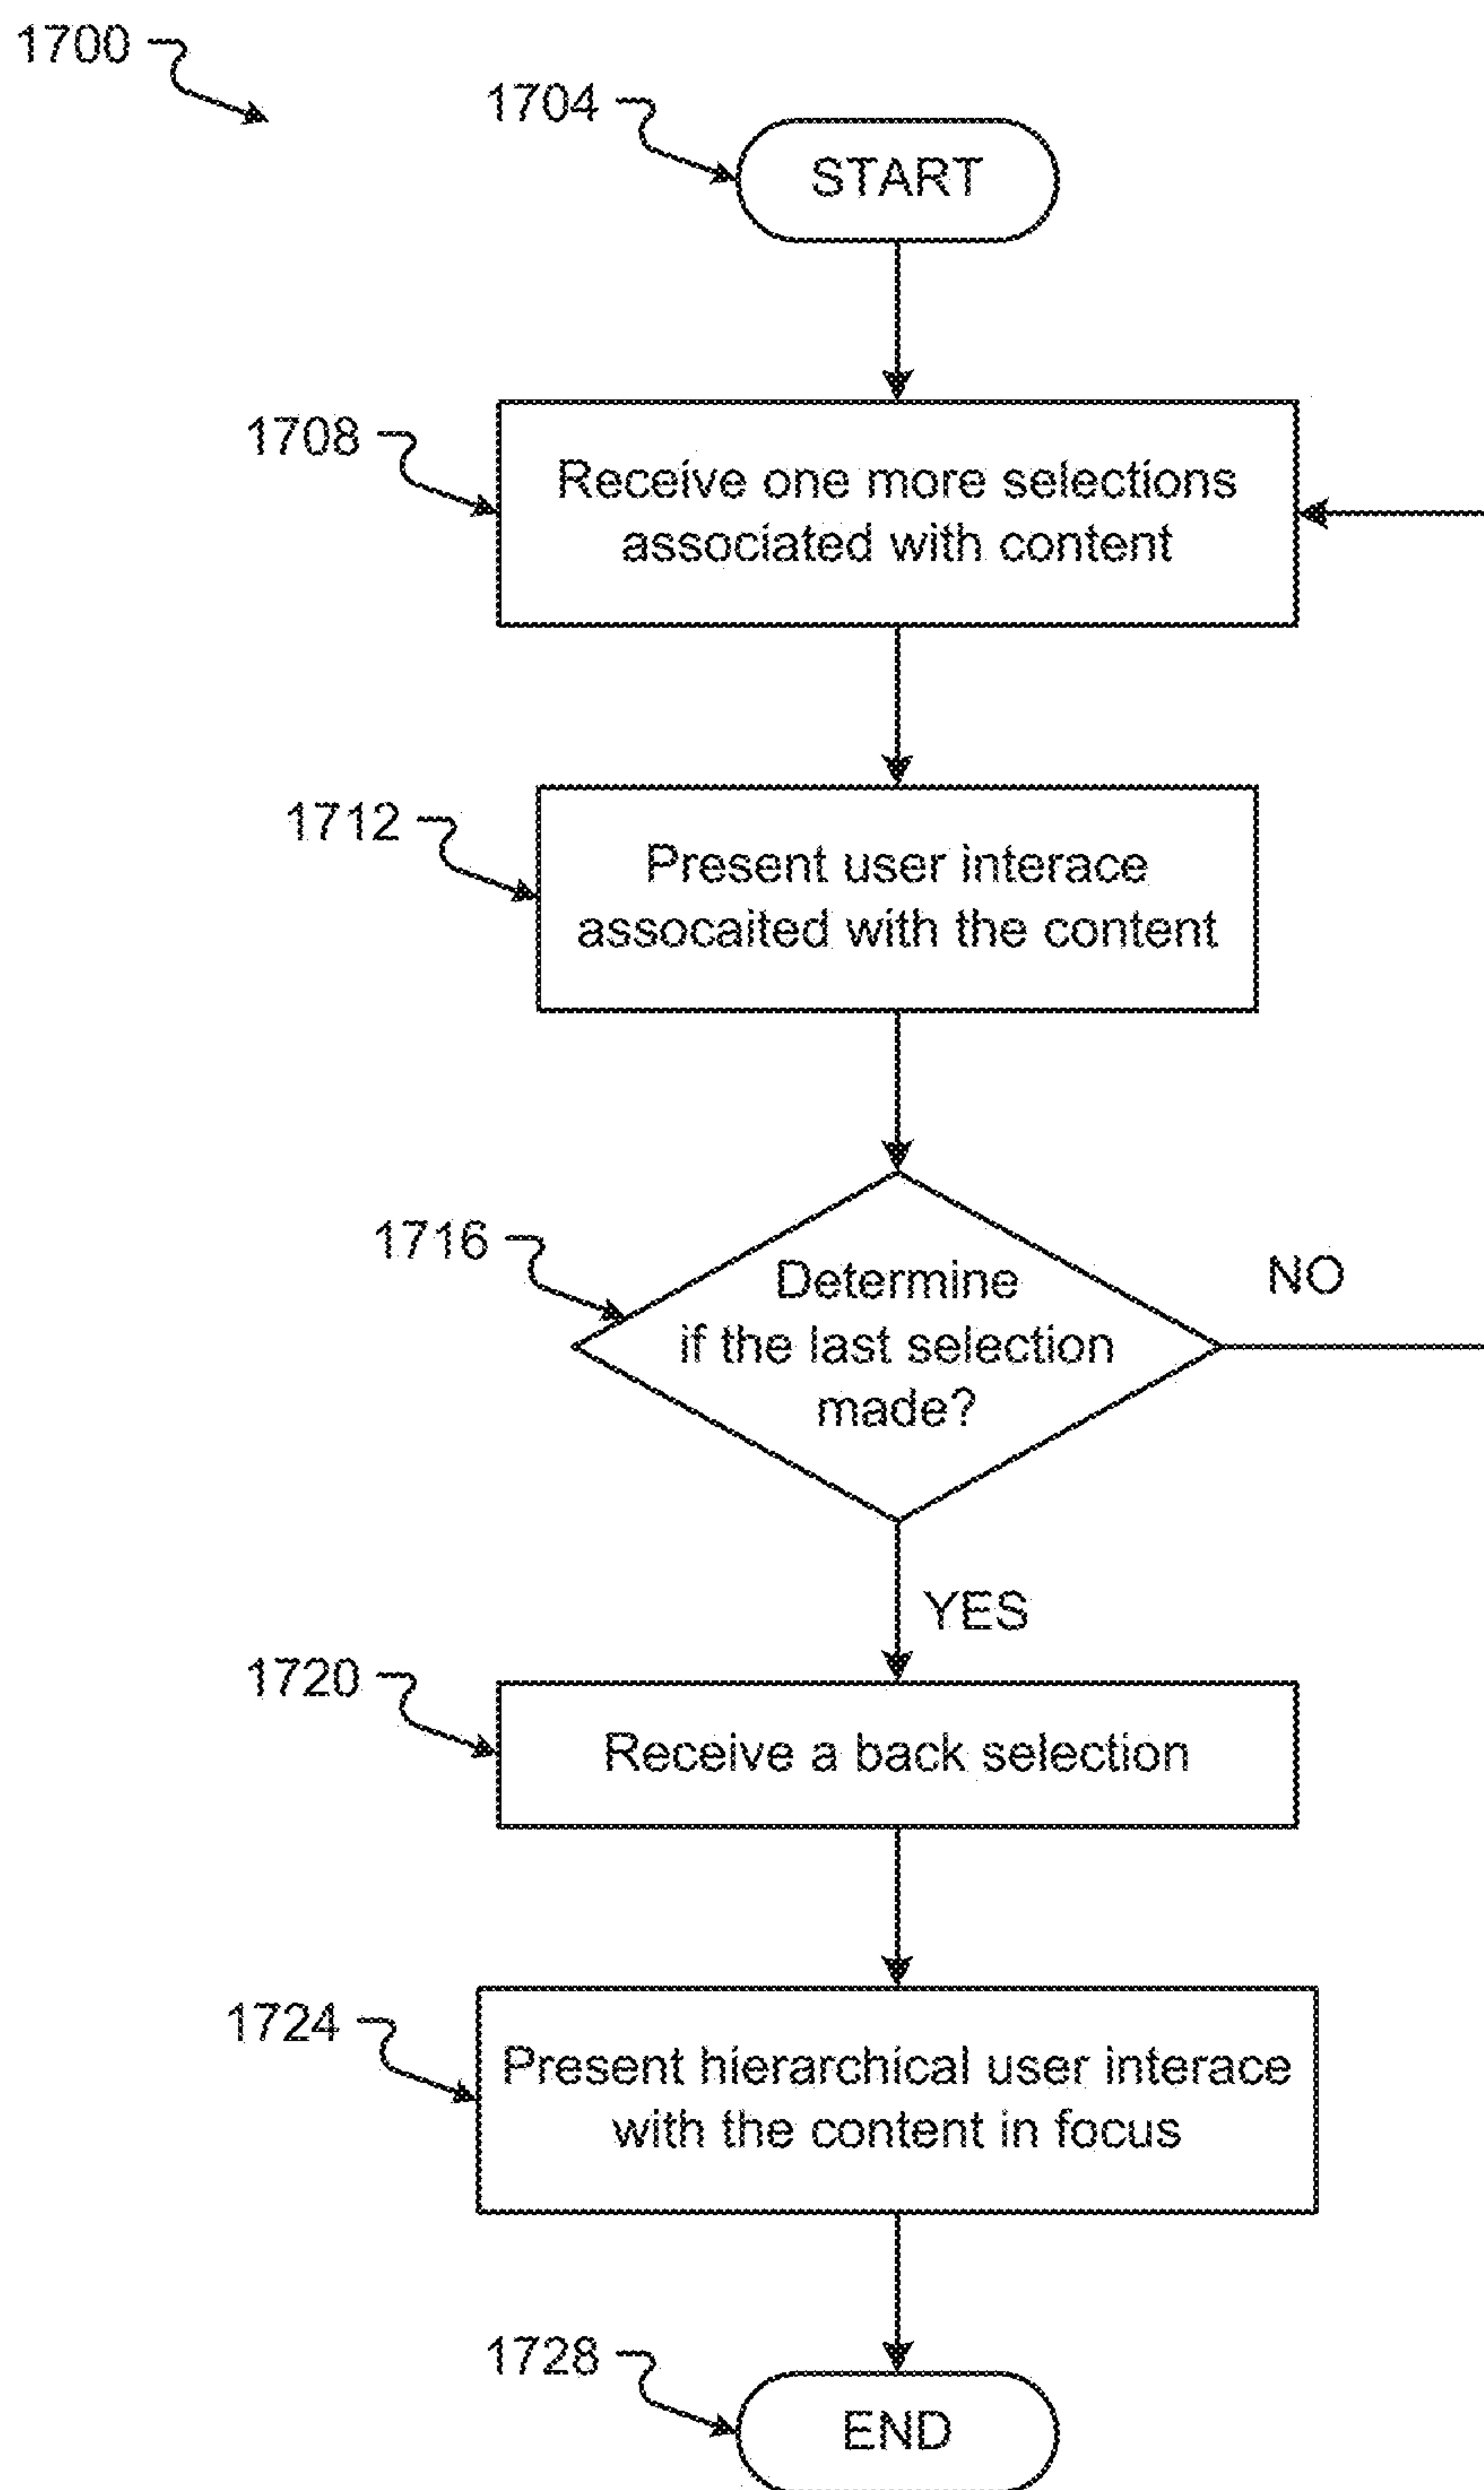 1700
1704
START
1708
Receive one more selections
associated with content
1712
Present user interace
assocaited with the content
1716
Determine
if the last selection
made?
NO
YES
1720
Receive a back selection
1724
Present hierarchical user interace
with the content in focus
1728
END